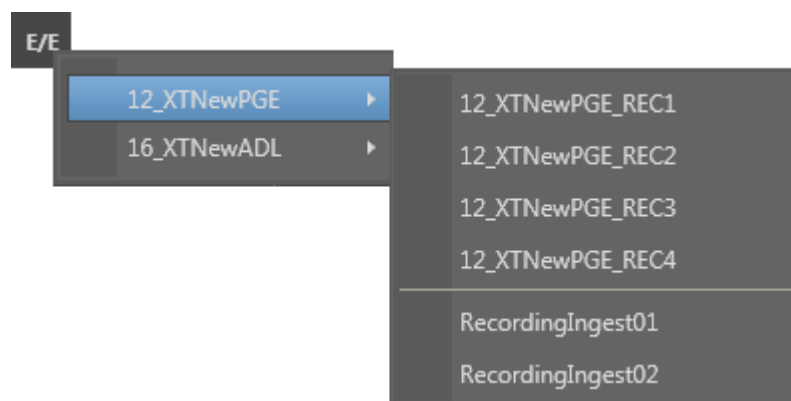 E/E
12_XTNewPGE
16_XTNewADL
12_XTNewPGE_REC1
12_XTNewPGE_REC2
12_XTNewPGE_REC3
12_XTNewPGE_REC4
RecordingIngest01
RecordingIngest02